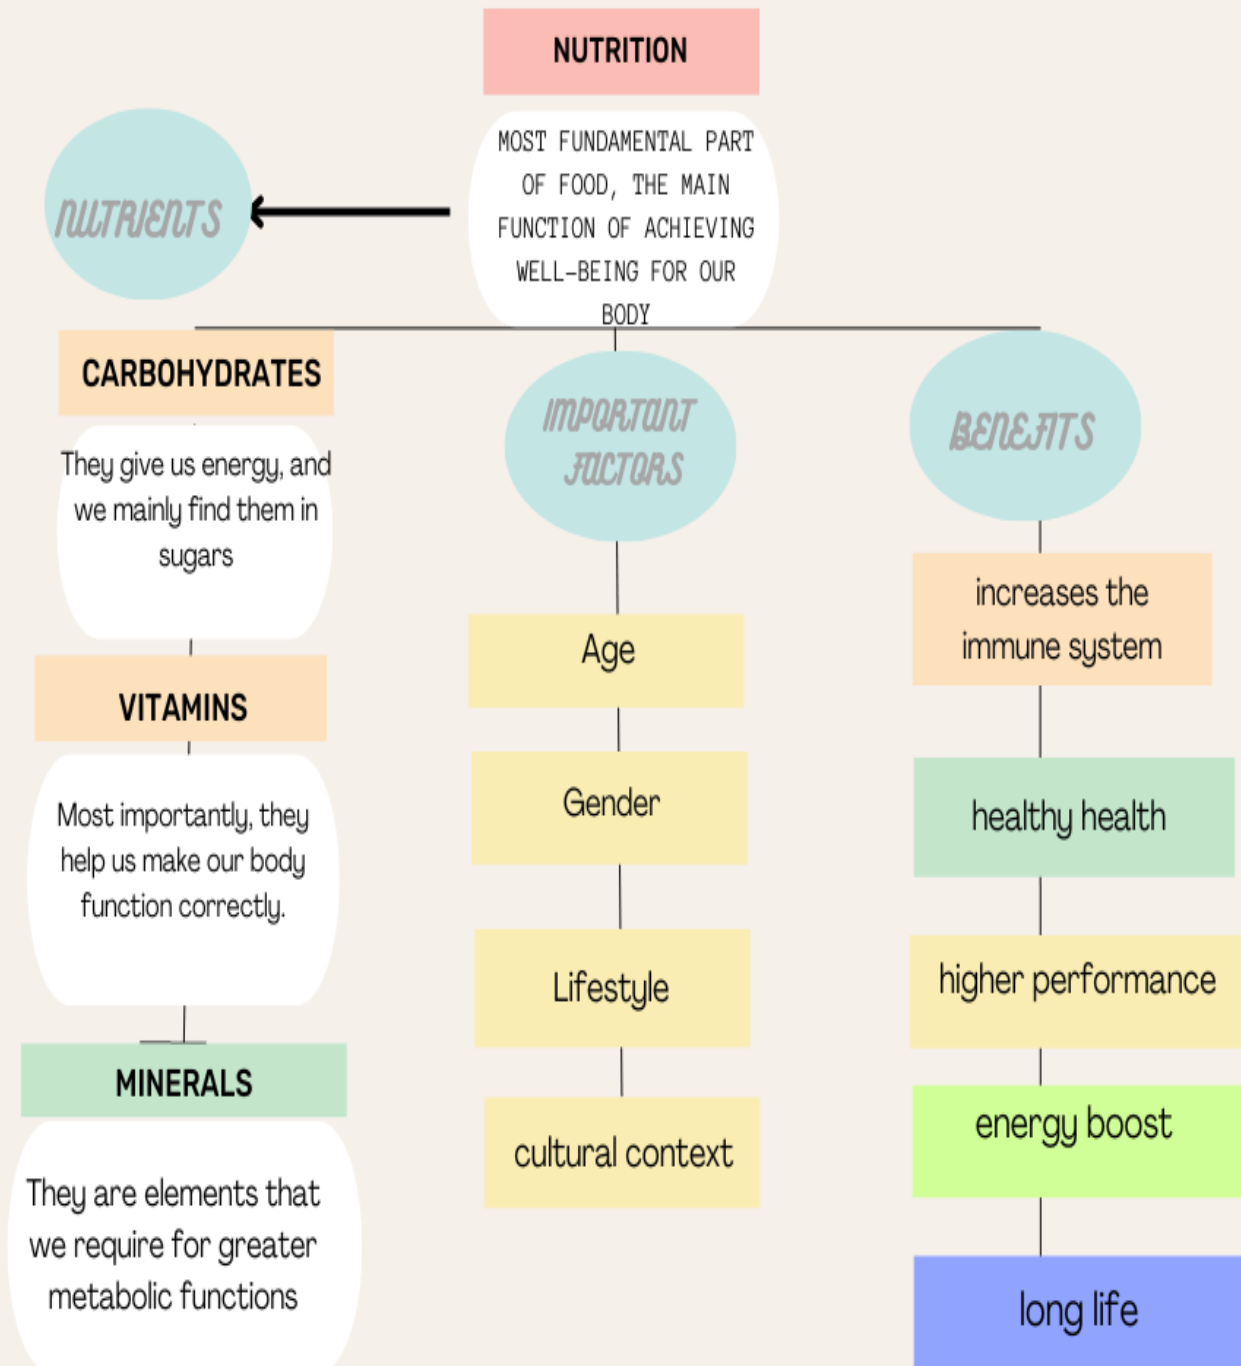 NUTRITION
MOST FUNDAMENTAL PART
OF FOOD, THE MAIN
FUNCTION OF ACHIEVING
WELL-BEING FOR OUR
BODY
NUTRIENTS
CARBOHYDRATES
They give us energy, and
we mainly find them in
sugars
VITAMINS
Most importantly, they
help us make our body
function correctly.
MINERALS
They are elements that
we require for greater
metabolic functions
IMPORTANT
FACTORS
Age
Gender
Lifestyle
cultural context
BENEFITS
increases the
immune system
healthy health
higher performance
energy boost
long life